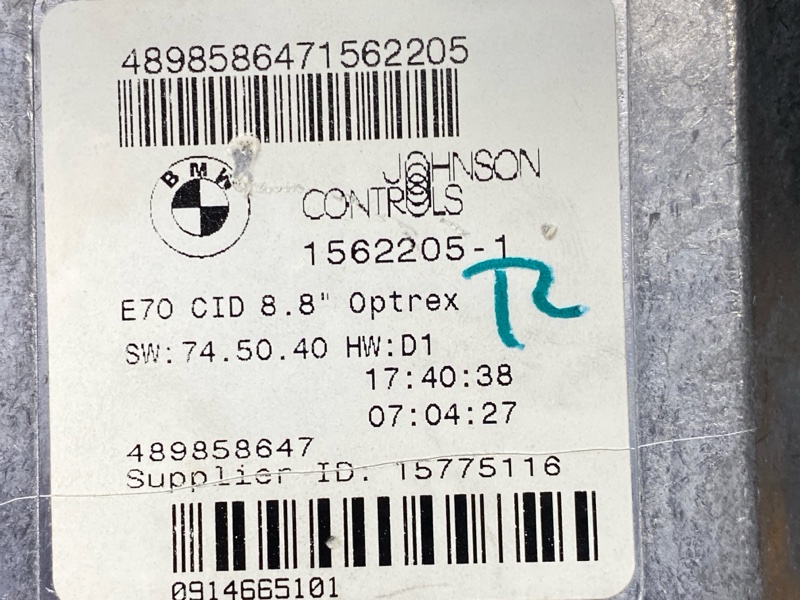 4898586471562205
BMW
JOHNSON
CONTROLS
1562205-1
E70 CID 8.8" Optrex
SW:74.50.40 HW:D1
17:40:38
07:04:27
489858647
Supplier ID: 15775116
0914665101